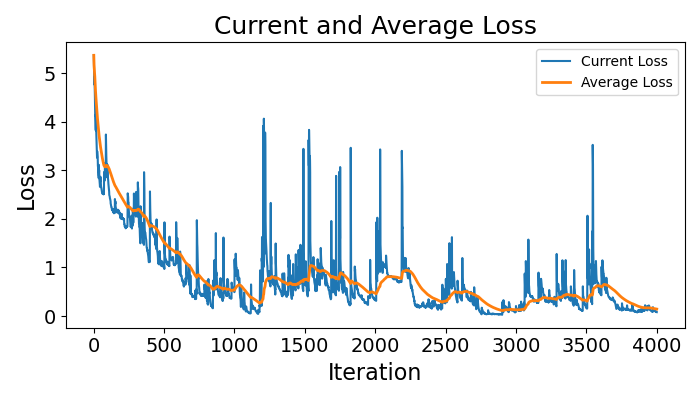 Current and Average Loss
Current Loss
Average Loss
Loss
5
4
3
2
1
0
0 500 1000 1500 2000 2500 3000 3500 4000
Iteration